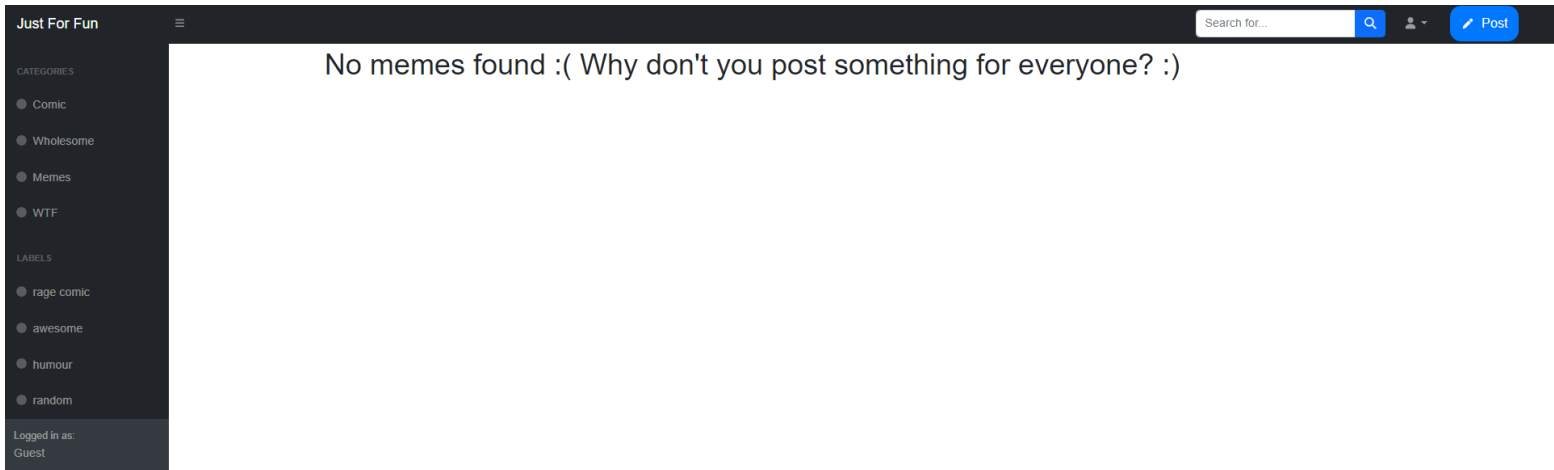 Just For Fun
Search for...
Post
CATEGORIES
Comic
Wholesome
Memes
WTF
LABELS
rage comic
awesome
humour
random
Logged in as:
Guest
No memes found :( Why don't you post something for everyone? :)